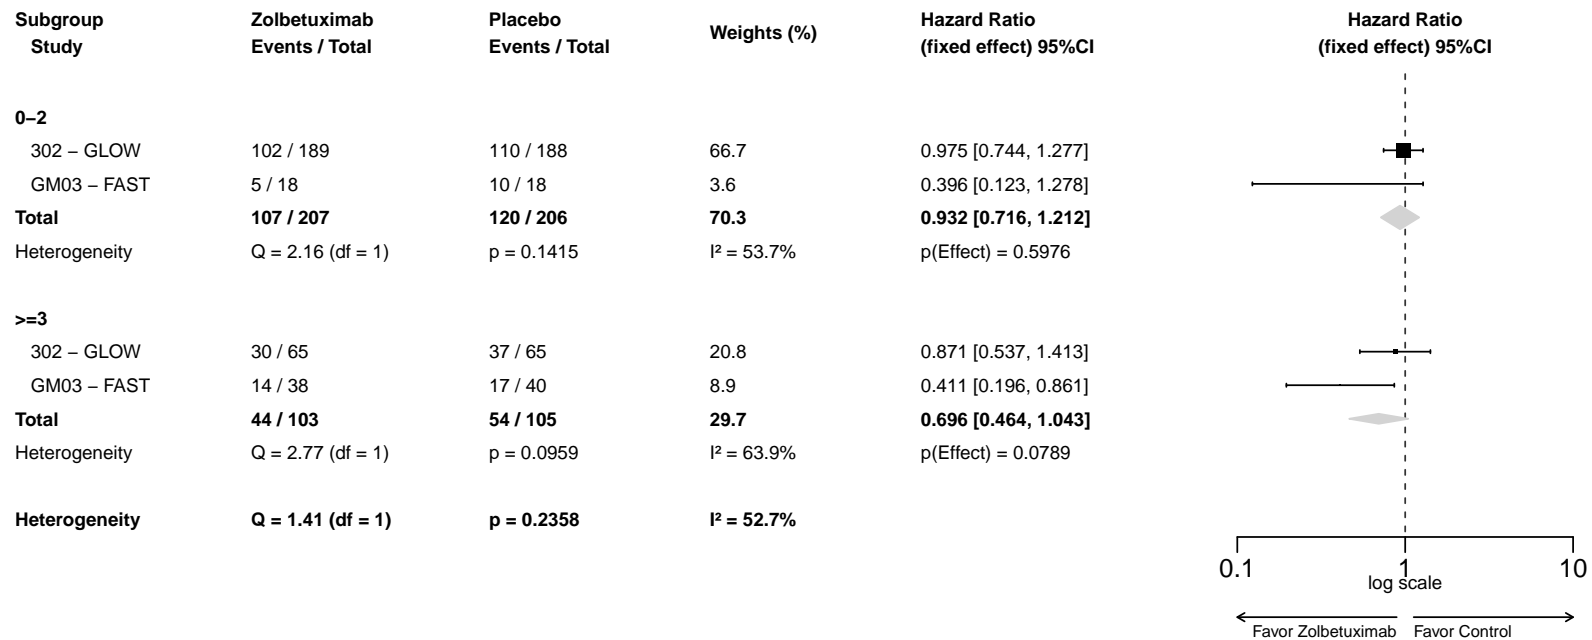 Subgroup Zolbetuximab Placebo Hazard Ratio Hazard Ratio
Weights (%)
Study Events / Total Events / Total (fixed effect) 95%CI (fixed effect) 95%CI
0–2
302 – GLOW 102 / 189 110 / 188 66.7 0.975 [0.744, 1.277]
GM03 – FAST 5 / 18 10 / 18 3.6 0.396 [0.123, 1.278]
Total 107 / 207 120 / 206 70.3 0.932 [0.716, 1.212]
Heterogeneity Q = 2.16 (df = 1) p = 0.1415 I² = 53.7% p(Effect) = 0.5976
>=3
302 – GLOW 30 / 65 37 / 65 20.8 0.871 [0.537, 1.413]
GM03 – FAST 14 / 38 17 / 40 8.9 0.411 [0.196, 0.861]
Total 44 / 103 54 / 105 29.7 0.696 [0.464, 1.043]
Heterogeneity Q = 2.77 (df = 1) p = 0.0959 I² = 63.9% p(Effect) = 0.0789
Heterogeneity Q = 1.41 (df = 1) p = 0.2358 I² = 52.7%
0.1 1 10
log scale
Favor Zolbetuximab Favor Control